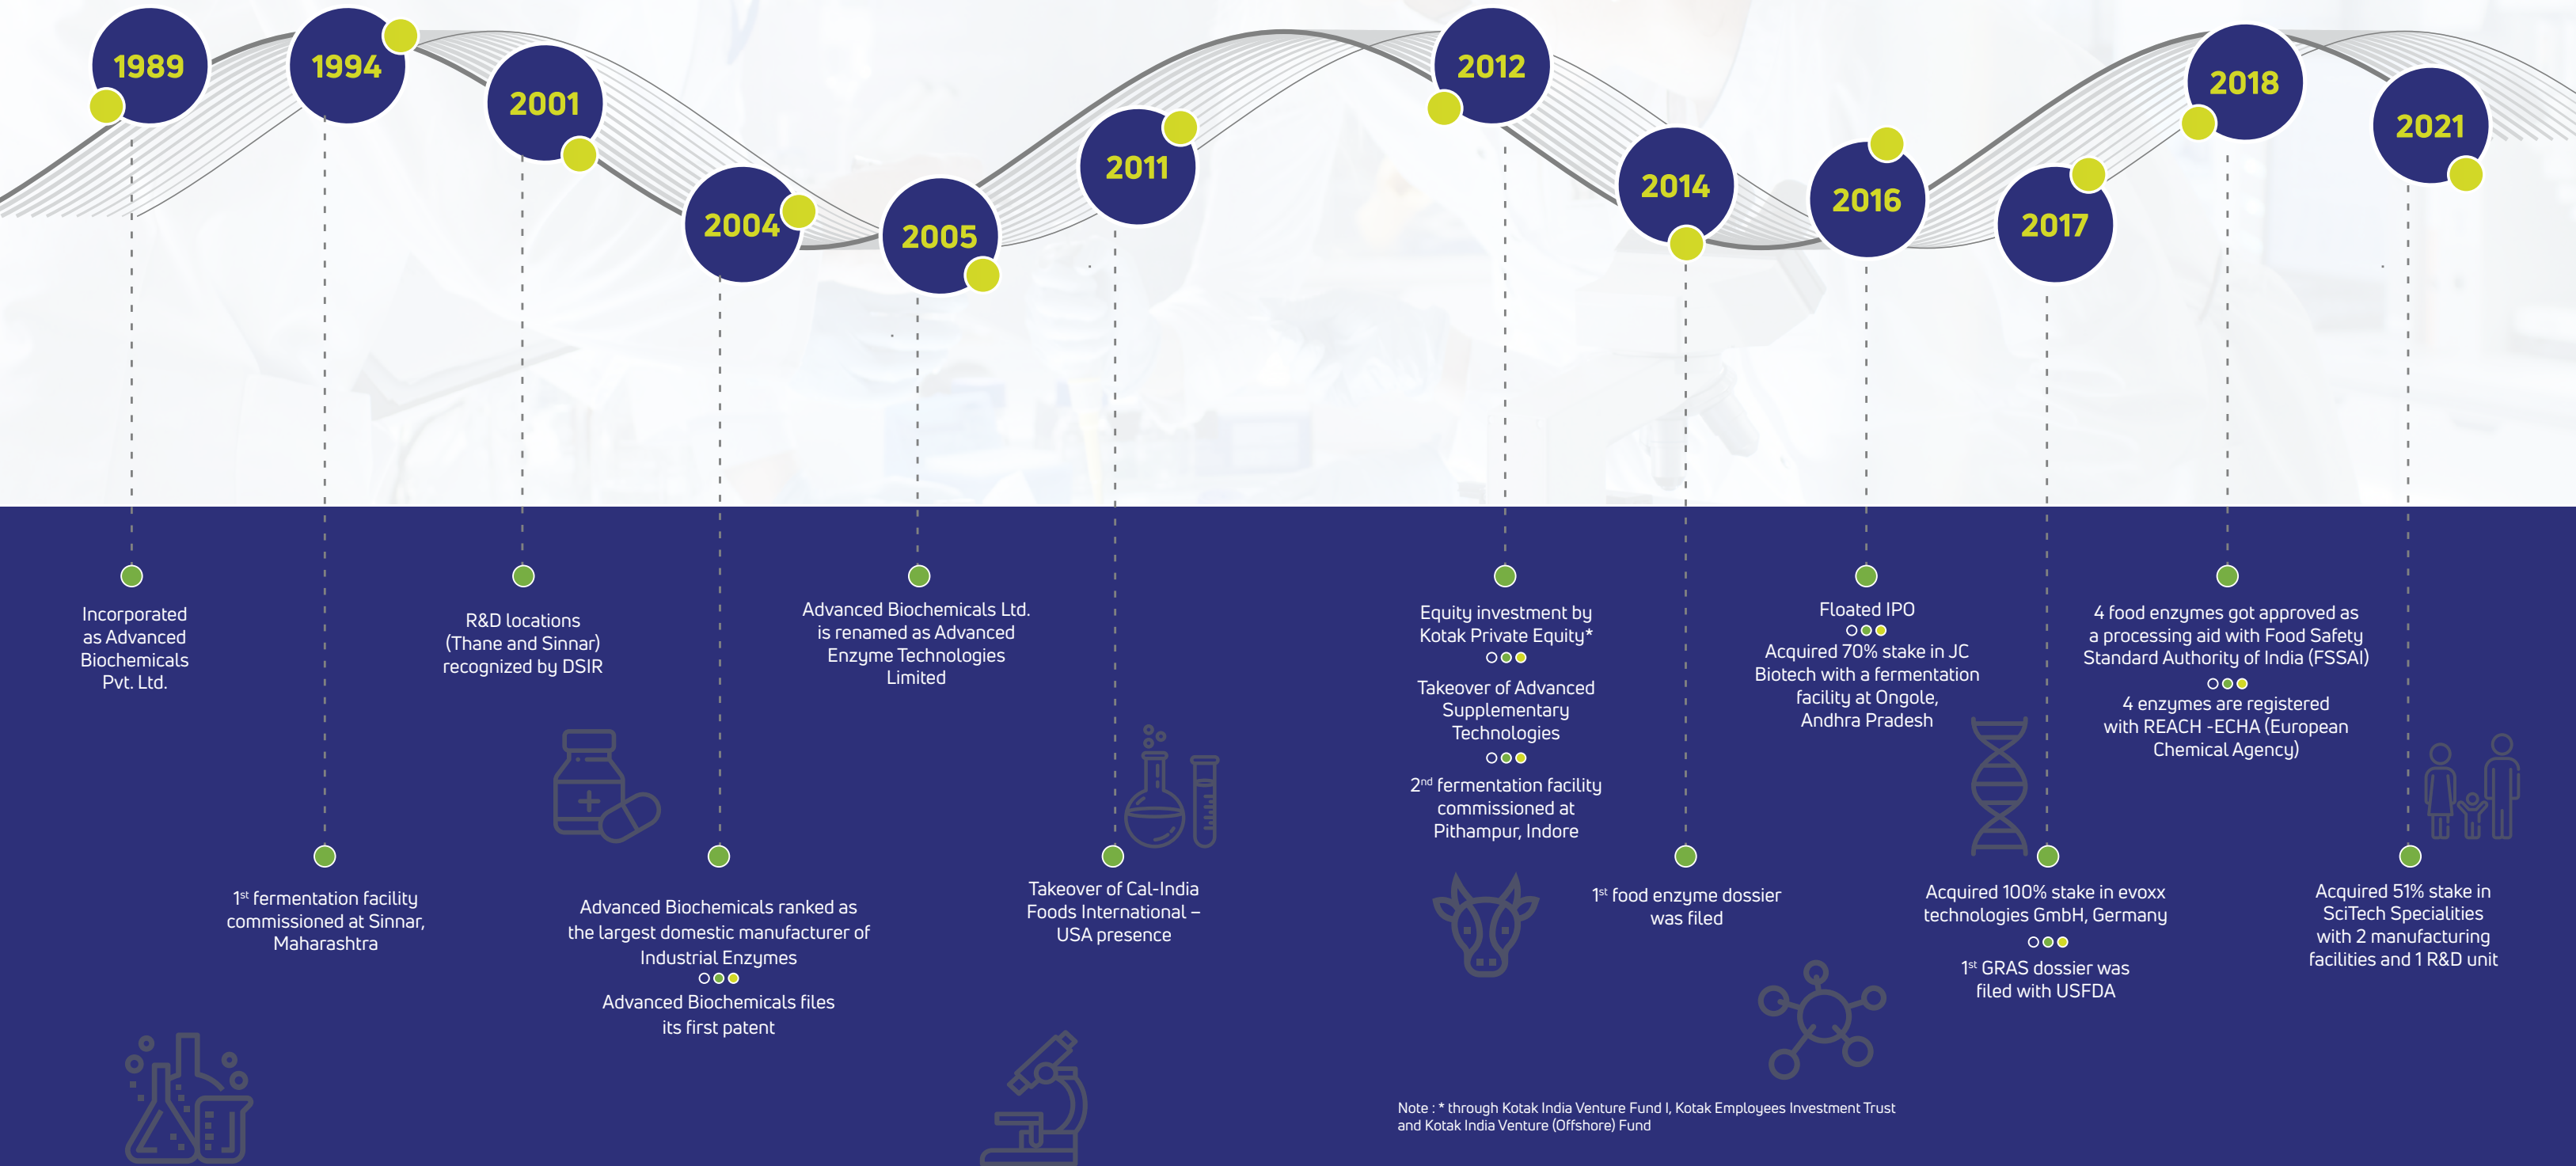 1989
1994
2001
2004
2005
2011
2012
2014
2016
2017
2018
2021
Incorporated
as Advanced
Biochemicals
Pvt. Ltd.
1st fermentation facility
commissioned at Sinnar,
Maharashtra
R&D locations
(Thane and Sinnar)
recognized by DSIR
Advanced Biochemicals ranked as
the largest domestic manufacturer of
Industrial Enzymes
Advanced Biochemicals files
its first patent
Advanced Biochemicals Ltd.
is renamed as Advanced
Enzyme Technologies
Limited
Takeover of Cal-India
Foods International –
USA presence
Equity investment by
Kotak Private Equity*
Takeover of Advanced
Supplementary
Technologies
2nd fermentation facility
commissioned at
Pithampur, Indore
1st food enzyme dossier
was filed
Floated IPO
Acquired 70% stake in JC
Biotech with a fermentation
facility at Ongole,
Andhra Pradesh
Acquired 100% stake in evoxx
technologies GmbH, Germany
1st GRAS dossier was
filed with USFDA
4 food enzymes got approved as
a processing aid with Food Safety
Standard Authority of India (FSSAI)
4 enzymes are registered
with REACH -ECHA (European
Chemical Agency)
Acquired 51% stake in
SciTech Specialities
with 2 manufacturing
facilities and 1 R&D unit
Note : * through Kotak India Venture Fund I, Kotak Employees Investment Trust
and Kotak India Venture (Offshore) Fund